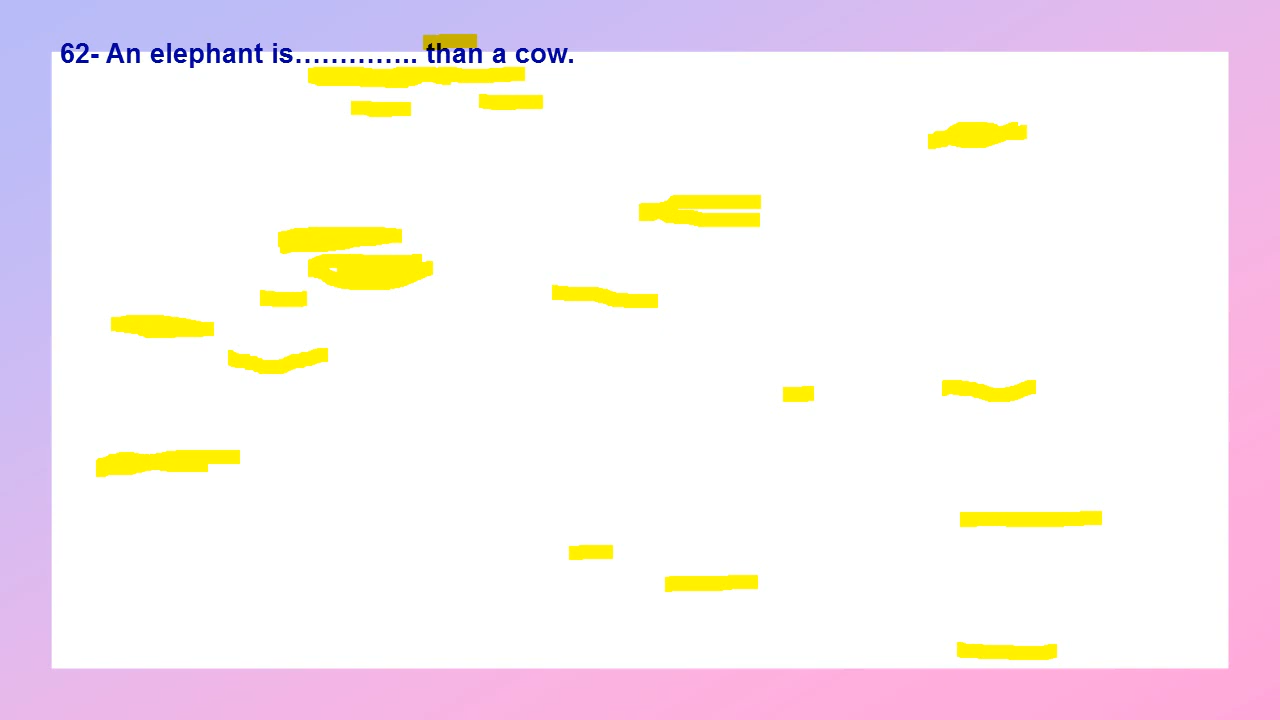 62- An elephant is………….. than a cow.